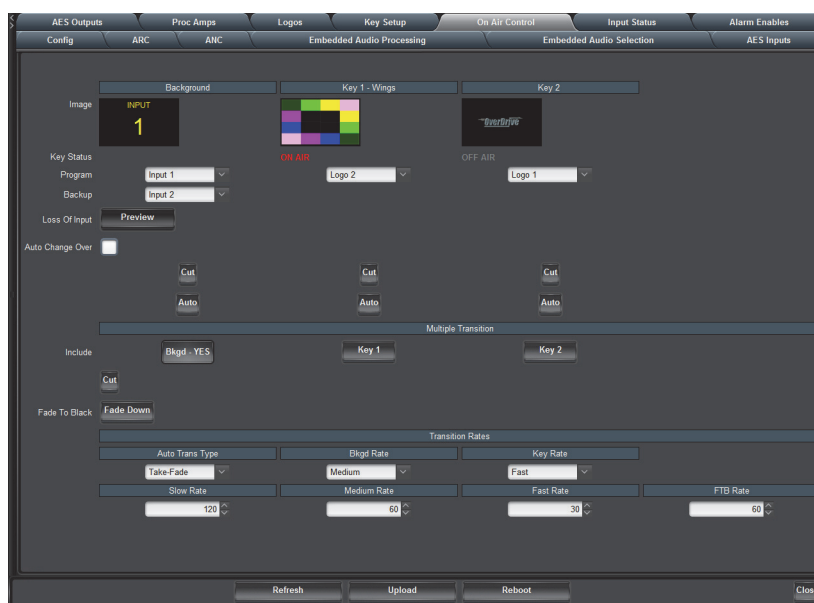 AES Outputs Proc Amps Logos Key Setup On Air Control Input Status Alarm Enables
Config ARC ANC Embedded Audio Processing Embedded Audio Selection AES Inputs
Background Key 1 - Wings Key 2
Image INPUT 1 OverDrive
Key Status ON AIR OFF AIR
Program Input 1 Logo 2 Logo 1
Backup Input 2
Loss Of Input Preview
Auto Change Over
Cut Cut Cut
Auto Auto Auto
Multiple Transition
Include Bkgd - YES Key 1 Key 2
Cut
Fade To Black Fade Down
Transition Rates
Auto Trans Type Bkgd Rate Key Rate
Take-Fade Medium Fast
Slow Rate Medium Rate Fast Rate FTB Rate
120 60 30 60
Refresh Upload Reboot Clos